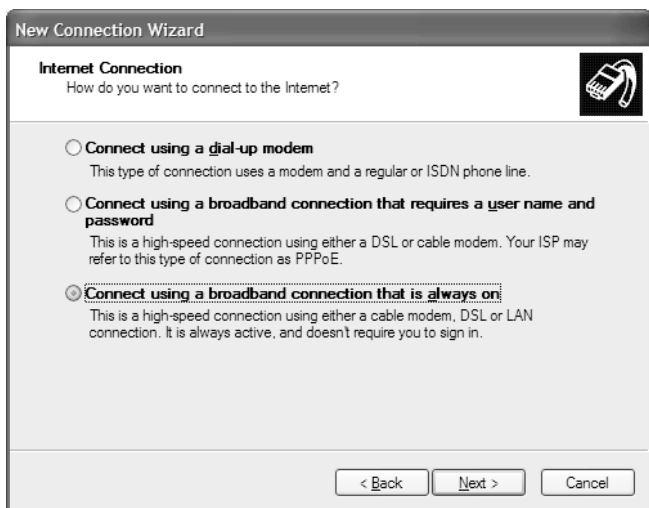 New Connection Wizard
Internet Connection
How do you want to connect to the Internet?
Connect using a dial-up modem
This type of connection uses a modem and a regular or ISDN phone line.
Connect using a broadband connection that requires a user name and
password
This is a high-speed connection using either a DSL or cable modem. Your ISP may
refer to this type of connection as PPPoE.
Connect using a broadband connection that is always on
This is a high-speed connection using either a cable modem, DSL or LAN
connection. It is always active, and doesn't require you to sign in.
< Back Next > Cancel